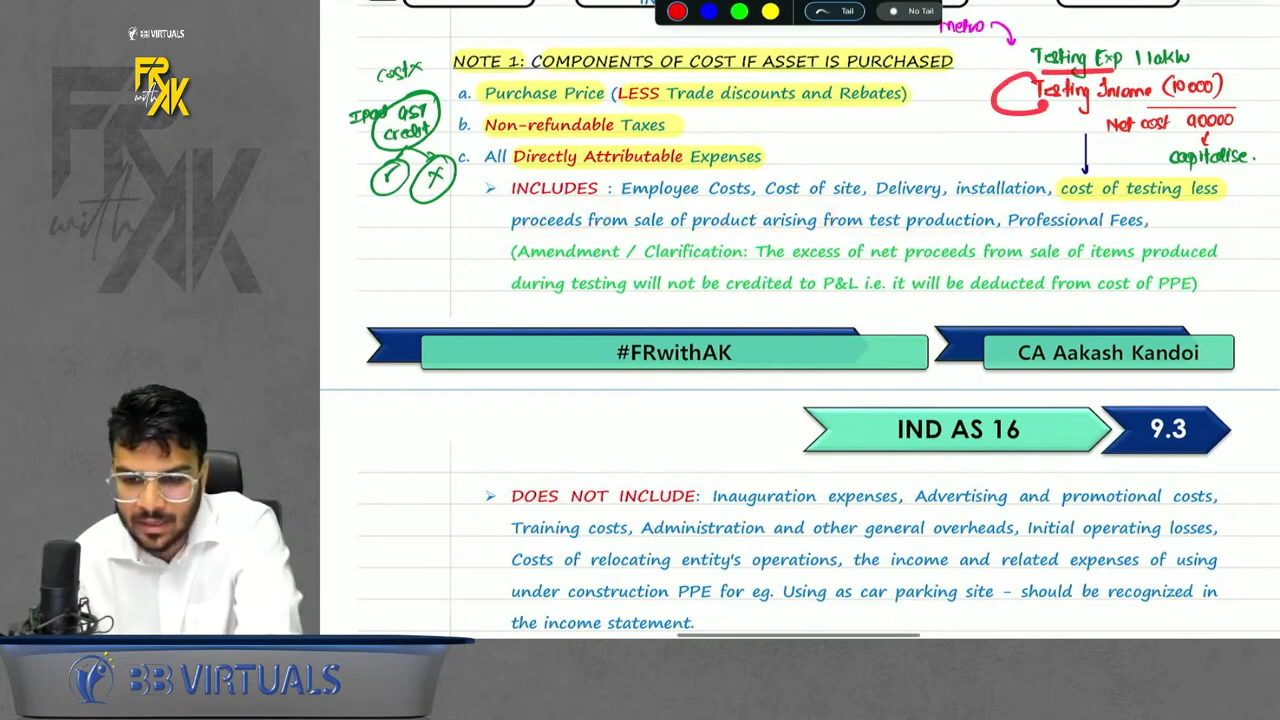 BB VIRTUALS
FR
with AK
Tail
No Tail
metro
NOTE 1: COMPONENTS OF COST IF ASSET IS PURCHASED
Testing Exp 1 lakh
cost x
a. Purchase Price (LESS Trade discounts and Rebates)
Testing Income (10000)
GST
credit
b. Non-refundable Taxes
Net cost 90000
c. All Directly Attributable Expenses
capitalise.
➢ INCLUDES : Employee Costs, Cost of site, Delivery, installation, cost of testing less
proceeds from sale of product arising from test production, Professional Fees,
(Amendment / Clarification: The excess of net proceeds from sale of items produced
during testing will not be credited to P&L i.e. it will be deducted from cost of PPE)
#FRwithAK
CA Aakash Kandoi
IND AS 16
9.3
➢ DOES NOT INCLUDE: Inauguration expenses, Advertising and promotional costs,
Training costs, Administration and other general overheads, Initial operating losses,
Costs of relocating entity's operations, the income and related expenses of using
under construction PPE for eg. Using as car parking site - should be recognized in
the income statement.
BB VIRTUALS